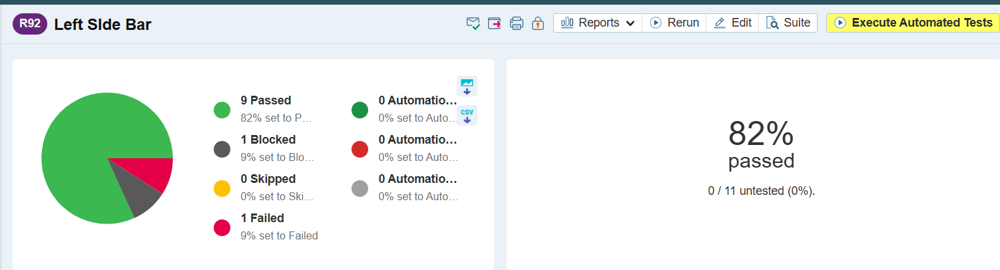 R92 Left SIde Bar
Reports Rerun Edit Suite Execute Automated Tests
9 Passed
82% set to P…
1 Blocked
9% set to Blo…
0 Skipped
0% set to Ski…
1 Failed
9% set to Failed
0 Automatio…
0% set to Auto…
0 Automatio…
0% set to Auto…
0 Automatio…
0% set to Auto…
CSV
82%
passed
0 / 11 untested (0%).